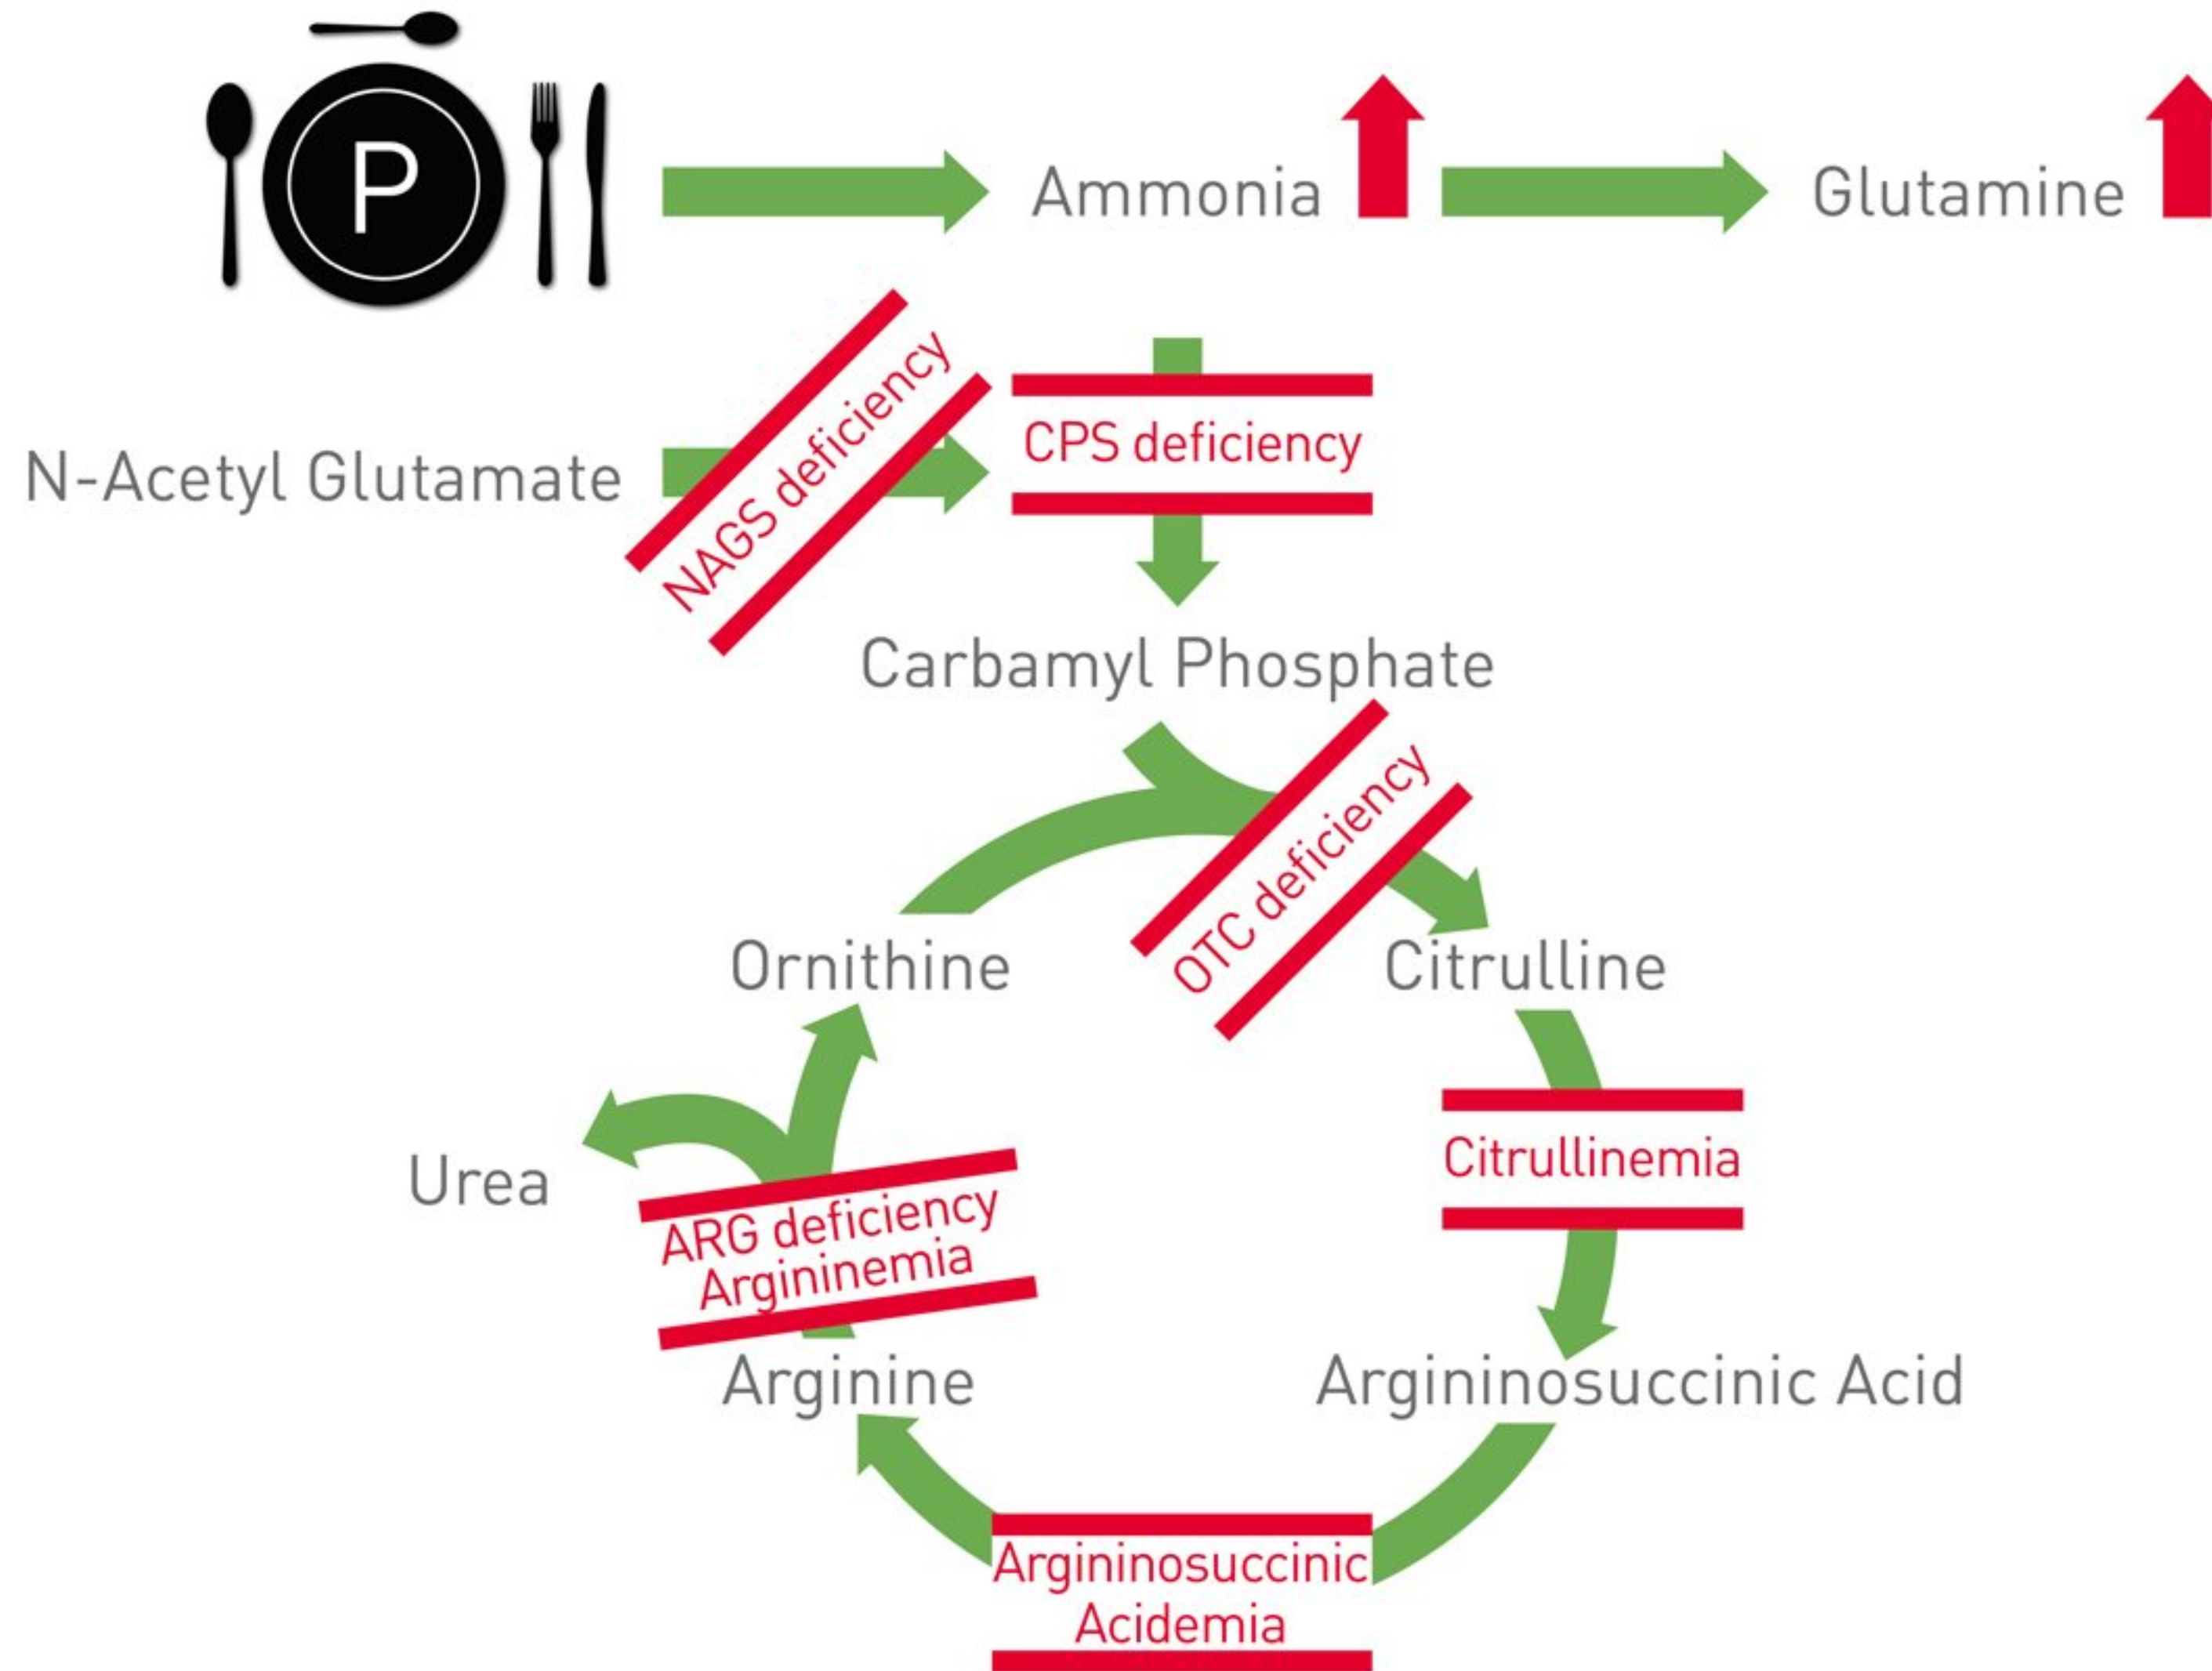 P
Ammonia
Glutamine
NAGS deficiency
CPS deficiency
N-Acetyl Glutamate
Carbamyl Phosphate
OTC deficiency
Ornithine
Citrulline
Urea
Citrullinemia
ARG deficiency
Argininemia
Arginine
Argininosuccinic Acid
Argininosuccinic
Acidemia